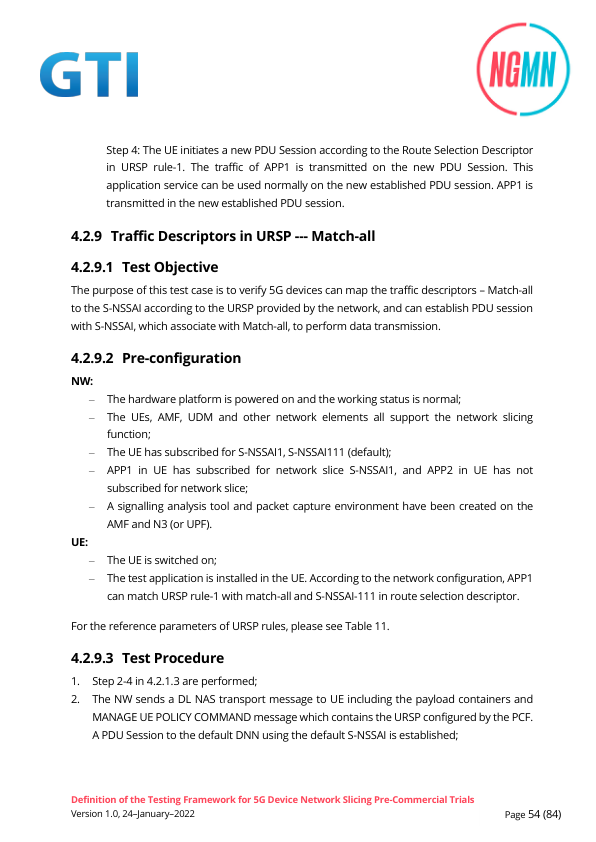 GTI
NGMN
Step 4: The UE initiates a new PDU Session according to the Route Selection Descriptor
in URSP rule-1. The traffic of APP1 is transmitted on the new PDU Session. This
application service can be used normally on the new established PDU session. APP1 is
transmitted in the new established PDU session.
4.2.9 Traffic Descriptors in URSP --- Match-all
4.2.9.1 Test Objective
The purpose of this test case is to verify 5G devices can map the traffic descriptors – Match-all
to the S-NSSAI according to the URSP provided by the network, and can establish PDU session
with S-NSSAI, which associate with Match-all, to perform data transmission.
4.2.9.2 Pre-configuration
NW:
– The hardware platform is powered on and the working status is normal;
– The UEs, AMF, UDM and other network elements all support the network slicing
function;
– The UE has subscribed for S-NSSAI1, S-NSSAI111 (default);
– APP1 in UE has subscribed for network slice S-NSSAI1, and APP2 in UE has not
subscribed for network slice;
– A signalling analysis tool and packet capture environment have been created on the
AMF and N3 (or UPF).
UE:
– The UE is switched on;
– The test application is installed in the UE. According to the network configuration, APP1
can match URSP rule-1 with match-all and S-NSSAI-111 in route selection descriptor.
For the reference parameters of URSP rules, please see Table 11.
4.2.9.3 Test Procedure
1. Step 2-4 in 4.2.1.3 are performed;
2. The NW sends a DL NAS transport message to UE including the payload containers and
MANAGE UE POLICY COMMAND message which contains the URSP configured by the PCF.
A PDU Session to the default DNN using the default S-NSSAI is established;
Definition of the Testing Framework for 5G Device Network Slicing Pre-Commercial Trials
Version 1.0, 24–January–2022
Page 54 (84)